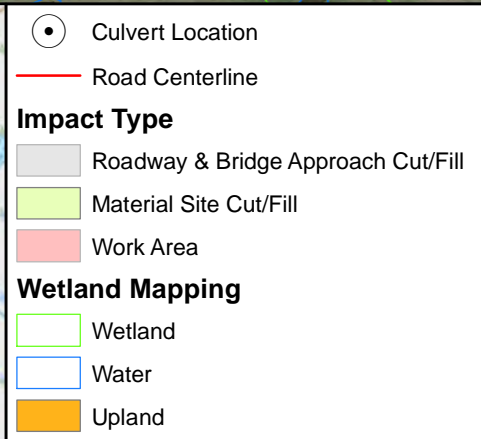 Culvert Location
Road Centerline
Impact Type
Roadway & Bridge Approach Cut/Fill
Material Site Cut/Fill
Work Area
Wetland Mapping
Wetland
Water
Upland